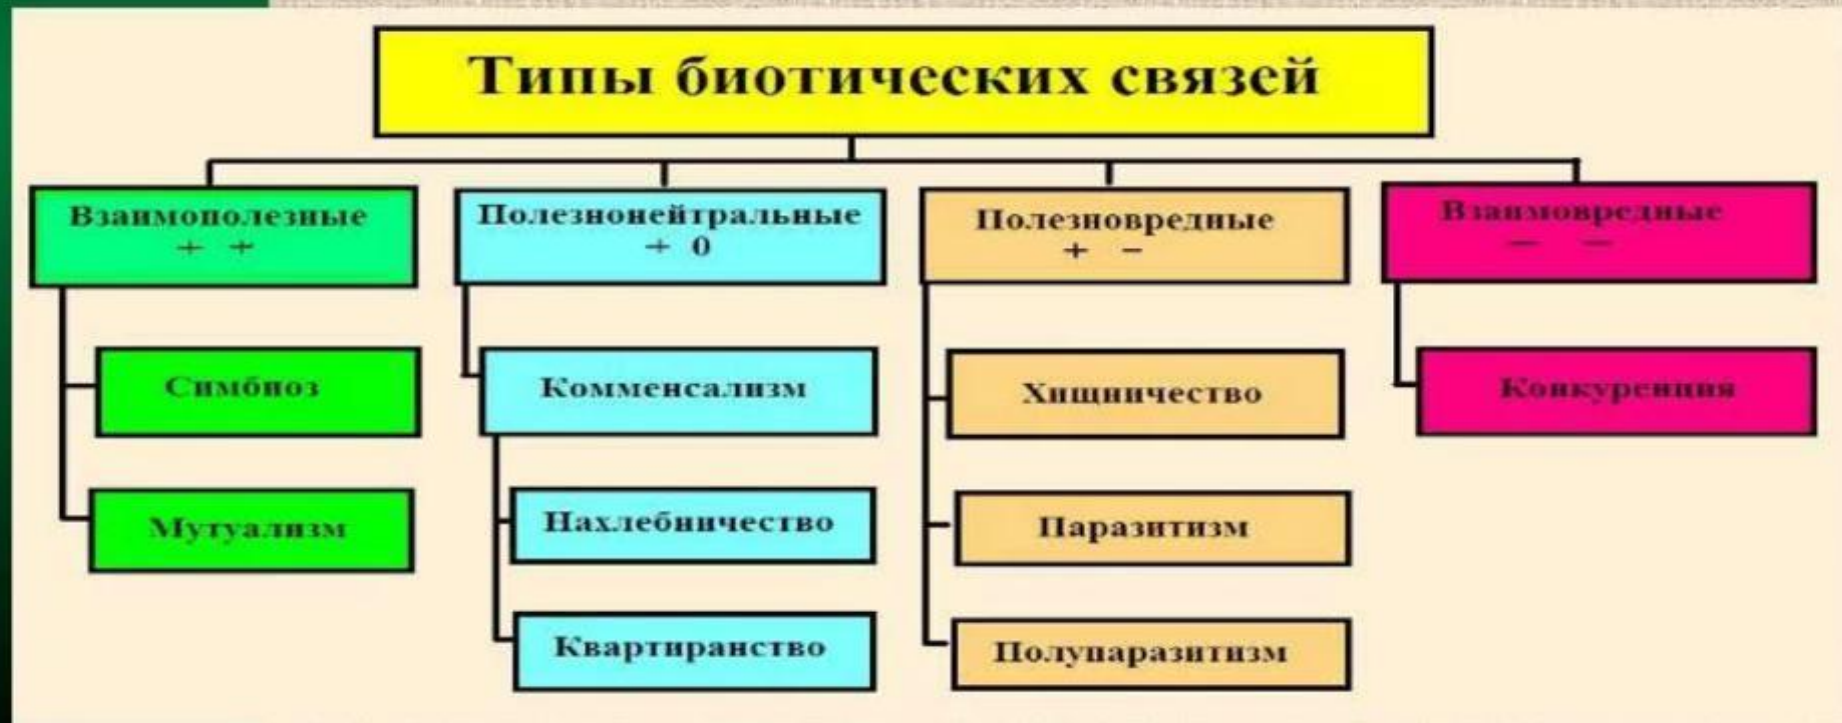 Типы биотических связей
Взаимополезные
+ +
Полезнонейтральные
+ 0
Полезновредные
+ −
Взаимовредные
− −
Симбиоз
Мутуализм
Комменсализм
Нахлебничество
Квартиранство
Хищничество
Паразитизм
Полупаразитизм
Конкуренция